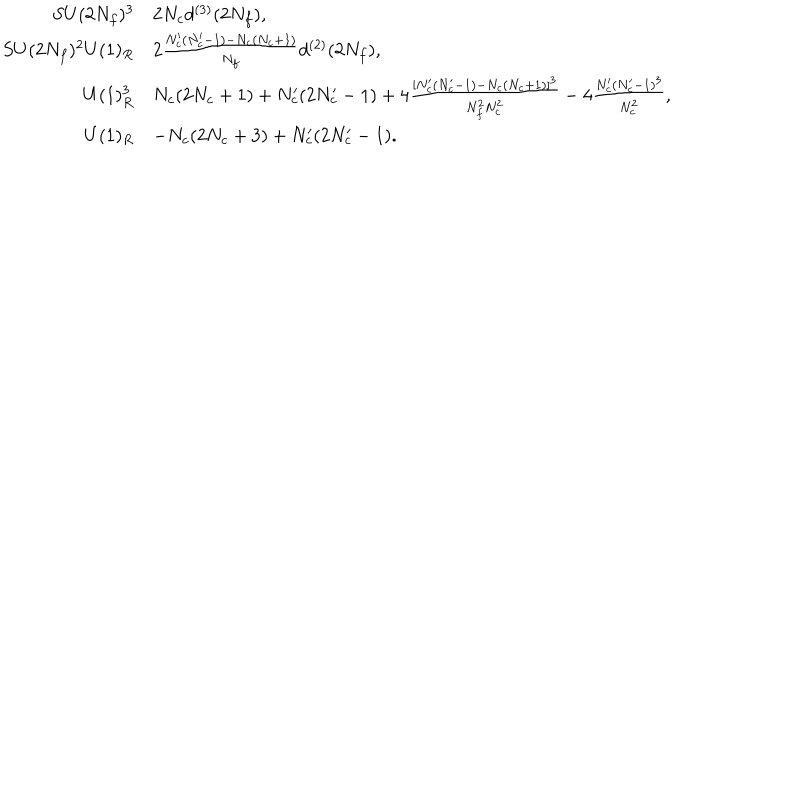 $SU(2N_f)^3 \quad 2N_c d^{(3)}(2N_f),$
$SU(2N_f)^2 U(1)_R \quad 2\frac{N_c'(N_c'-1)-N_c(N_c+1)}{N_f} d^{(2)}(2N_f),$
$U(1)_R^3 \quad N_c(2N_c+1)+N_c'(2N_c'-1)+4\frac{[N_c'(N_c'-1)-N_c(N_c+1)]^3}{N_f^2 N_c^2}-4\frac{N_c'(N_c'-1)^3}{N_c^2},$
$U(1)_R \quad -N_c(2N_c+3)+N_c'(2N_c'-1).$